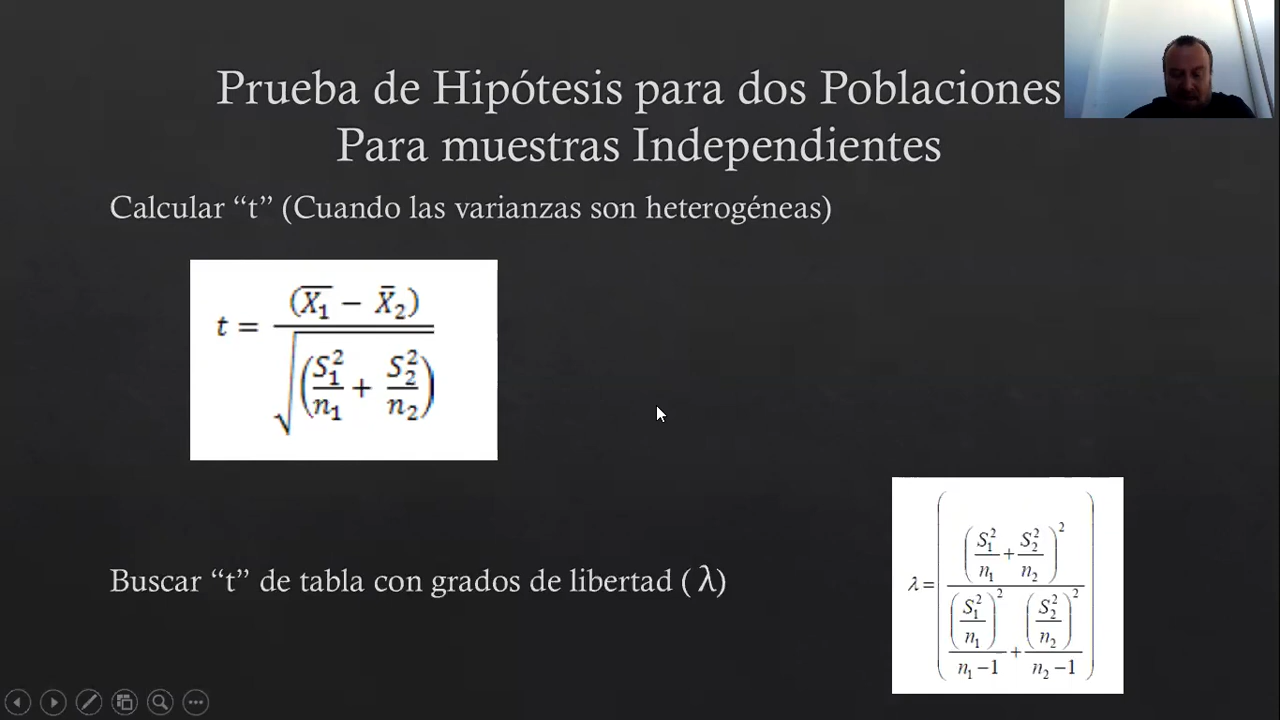 Prueba de Hipótesis para dos Poblaciones
Para muestras Independientes
Calcular “t” (Cuando las varianzas son heterogéneas)
t = (X̄₁ − X̄₂) / √(S₁²/n₁ + S₂²/n₂)
Buscar “t” de tabla con grados de libertad ( λ)
λ = ( (S₁²/n₁ + S₂²/n₂)² / ( (S₁²/n₁)²/(n₁ −1) + (S₂²/n₂)²/(n₂ −1) ) )